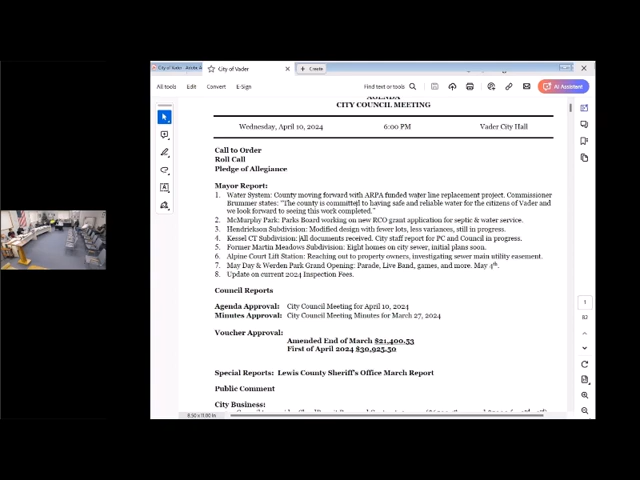 City of Vader
Create
All tools Edit Convert E-Sign
Find text or tools
AI Assistant
AGENDA
CITY COUNCIL MEETING
Wednesday, April 10, 2024 6:00 PM Vader City Hall
Call to Order
Roll Call
Pledge of Allegiance
Mayor Report:
1. Water System: County moving forward with ARPA funded water line replacement project. Commissioner
Brummer states: "The county is committed to having safe and reliable water for the citizens of Vader and
we look forward to seeing this work completed."
2. McMurphy Park: Parks Board working on new RCO grant application for septic & water service.
3. Hendrickson Subdivision: Modified design with fewer lots, less variances, still in progress.
4. Kessel CT Subdivision: All documents received. City staff report for PC and Council in progress.
5. Former Martin Meadows Subdivision: Eight homes on city sewer, initial plans soon.
6. Alpine Court Lift Station: Reaching out to property owners, investigating sewer main utility easement.
7. May Day & Werden Park Grand Opening: Parade, Live Band, games, and more. May 4th.
8. Update on current 2024 Inspection Fees.
Council Reports
Agenda Approval: City Council Meeting for April 10, 2024
Minutes Approval: City Council Meeting Minutes for March 27, 2024
Voucher Approval:
Amended End of March $21,400.53
First of April 2024 $30,925.50
Special Reports: Lewis County Sheriff's Office March Report
Public Comment
City Business:
8.50 x 11.00 in
1